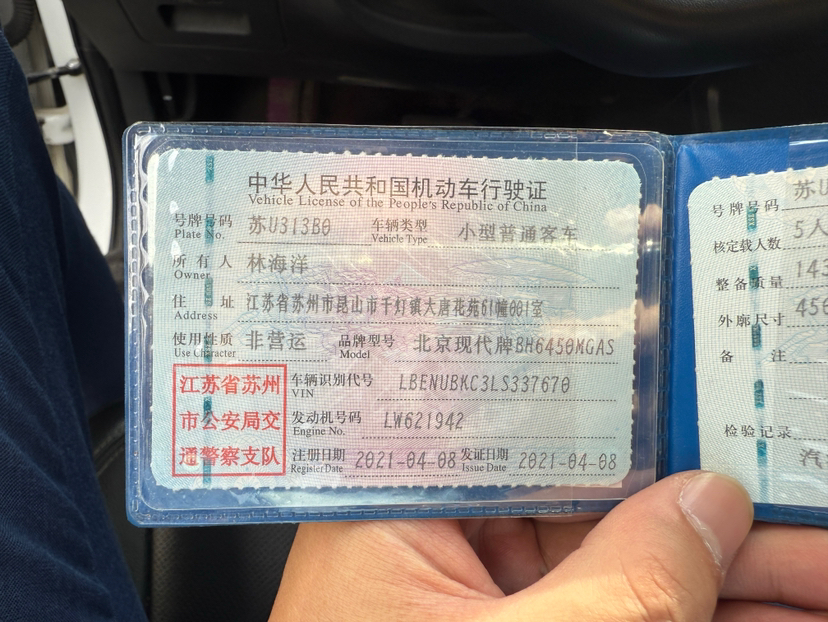 中华人民共和国机动车行驶证
Vehicle License of the People's Republic of China
号牌号码 苏U313B0 车辆类型 小型普通客车
Plate No. Vehicle Type
所有人 林海洋
Owner
住址 江苏省苏州市昆山市千灯镇大唐花苑61幢001室
Address
使用性质 非营运 品牌型号 北京现代牌BH6450MGAS
Use Character Model
江苏省苏州
市公安局交
通警察支队
车辆识别代号 LBENUBKC3LS337670
VIN
发动机号码 LW621942
Engine No.
注册日期 2021-04-08 发证日期 2021-04-08
Register Date Issue Date
号牌号码 苏U
核定载人数 5人
整备质量 143
外廓尺寸 450
备注
检验记录
汽